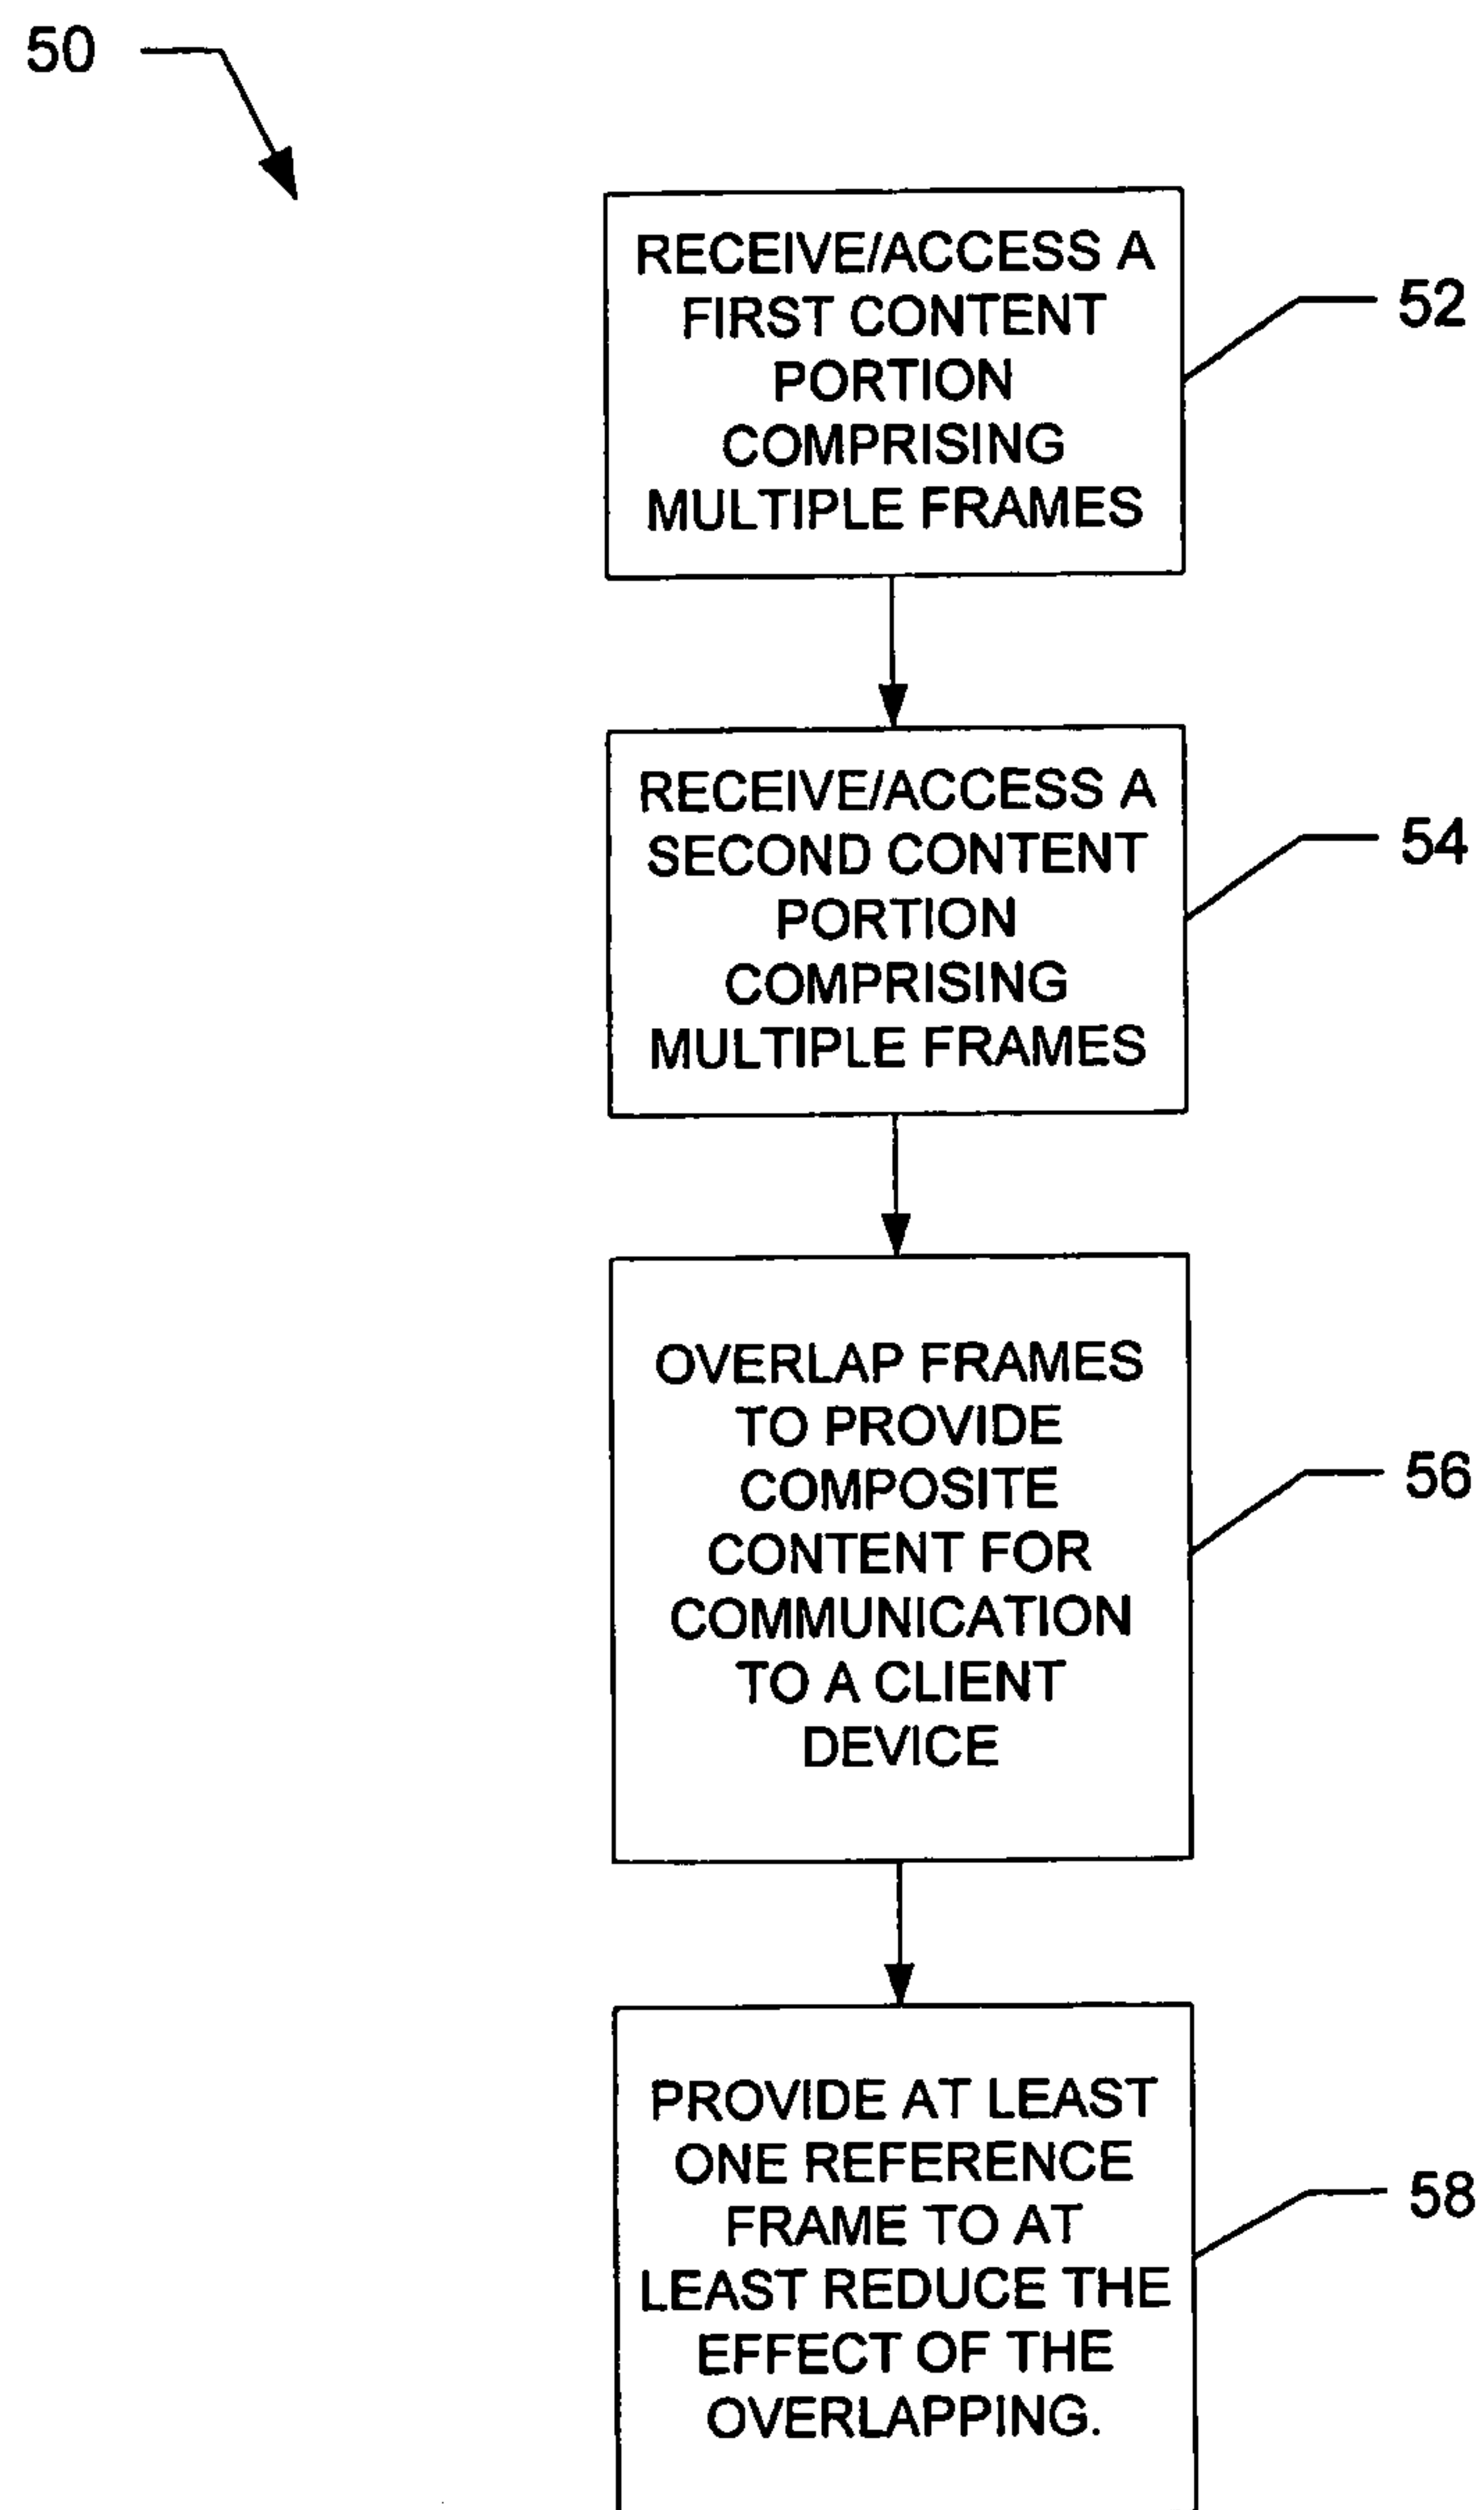 50
RECEIVE/ACCESS A
FIRST CONTENT
PORTION
COMPRISING
MULTIPLE FRAMES
52
RECEIVE/ACCESS A
SECOND CONTENT
PORTION
COMPRISING
MULTIPLE FRAMES
54
OVERLAP FRAMES
TO PROVIDE
COMPOSITE
CONTENT FOR
COMMUNICATION
TO A CLIENT
DEVICE
56
PROVIDE AT LEAST
ONE REFERENCE
FRAME TO AT
LEAST REDUCE THE
EFFECT OF THE
OVERLAPPING.
58